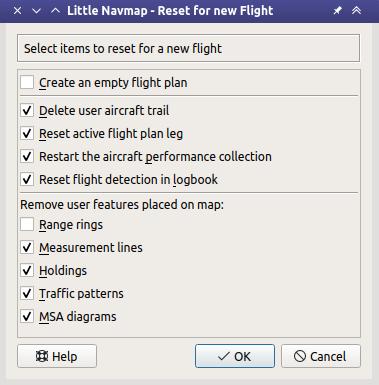 Little Navmap - Reset for new Flight
Select items to reset for a new flight
Create an empty flight plan
Delete user aircraft trail
Reset active flight plan leg
Restart the aircraft performance collection
Reset flight detection in logbook
Remove user features placed on map:
Range rings
Measurement lines
Holdings
Traffic patterns
MSA diagrams
Help
OK
Cancel